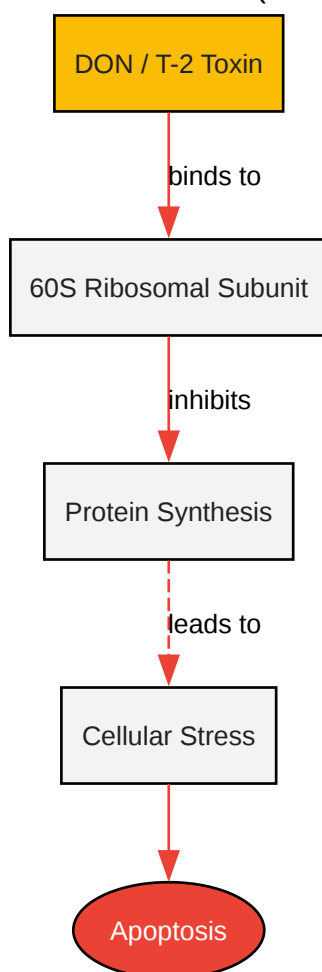 DON / T-2 Toxin
binds to
60S Ribosomal Subunit
inhibits
Protein Synthesis
leads to
Cellular Stress
Apoptosis